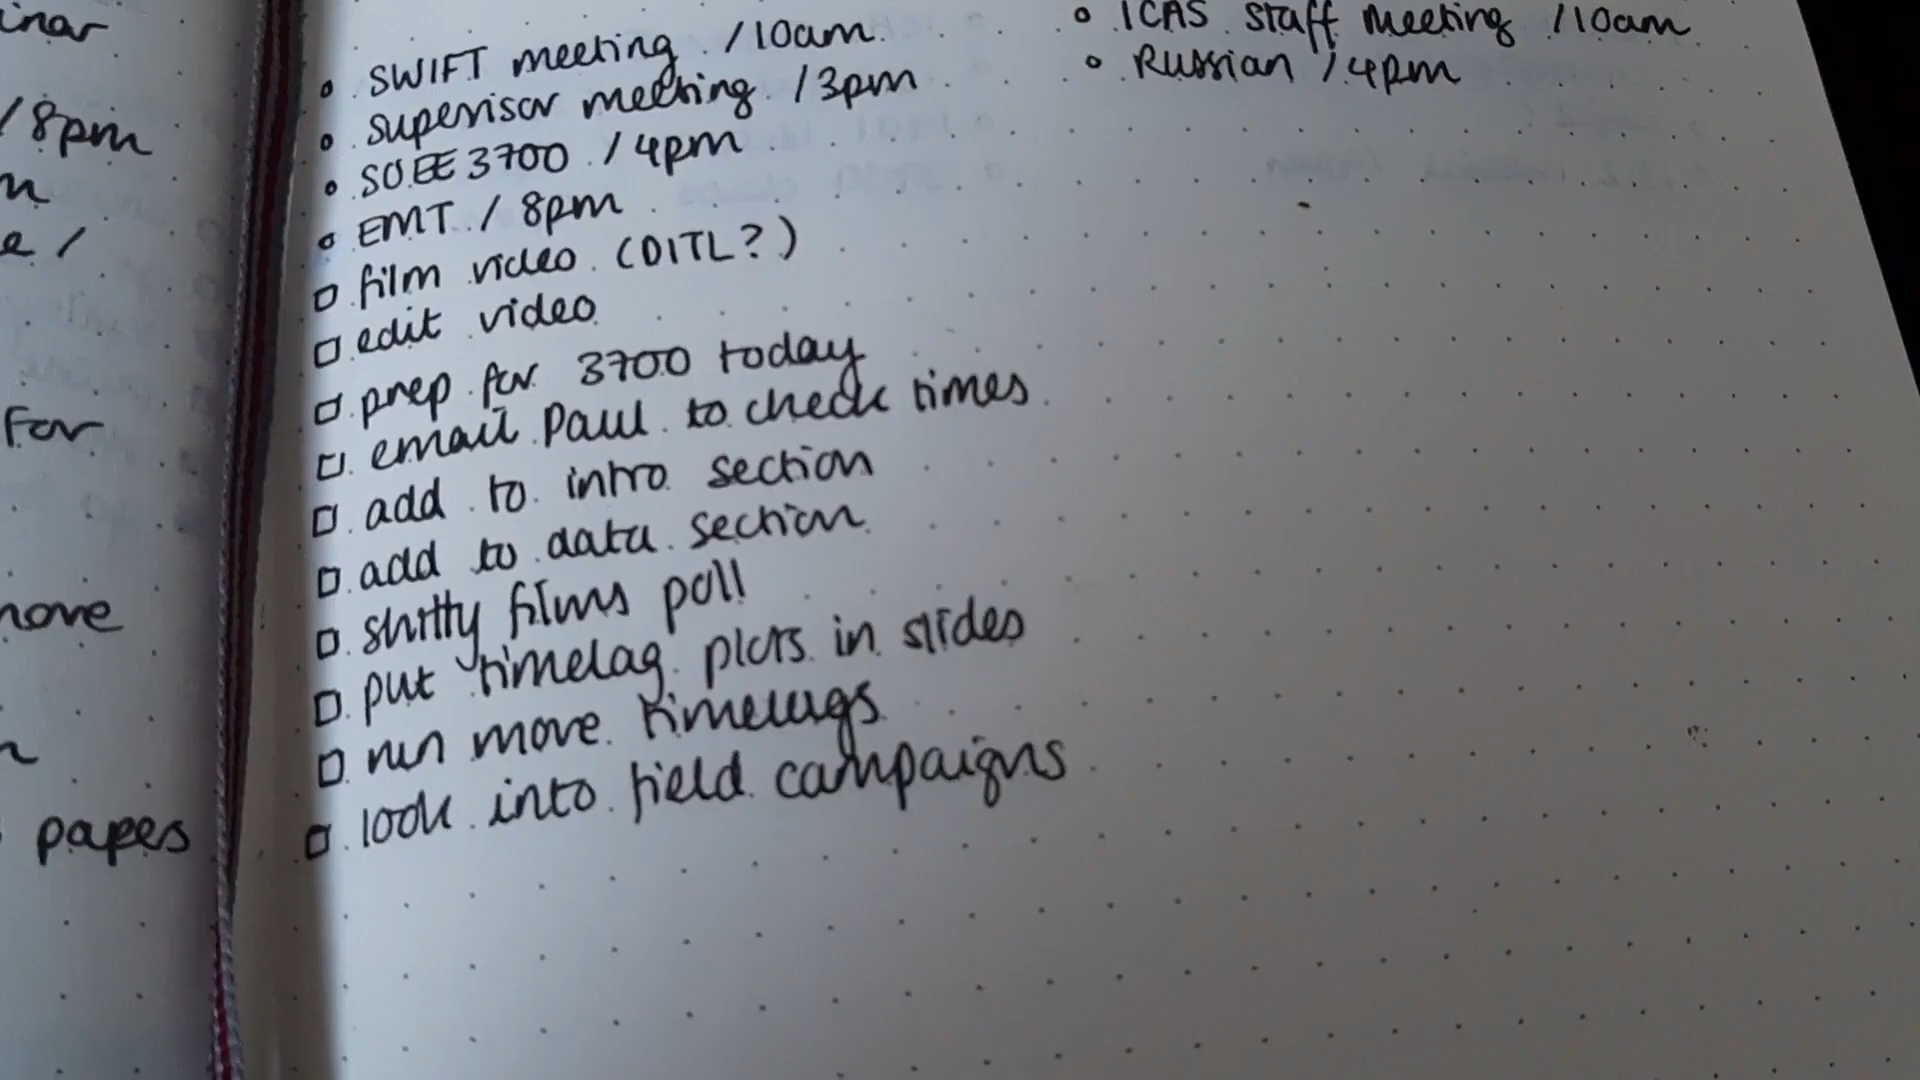 inar
/ 8pm
e /
For
more
papers
SWIFT meeting / 10am
supervisor meeting / 3pm
SOEE 3700 / 4pm
EMT / 8pm
film video (DITL?)
edit video
prep for 3700 today
email Paul to check times
add to intro section
add to data section
shitty films poll
put timelag plots in slides
run more timelags
look into field campaigns
ICAS staff meeting / 10am
Russian / 4pm